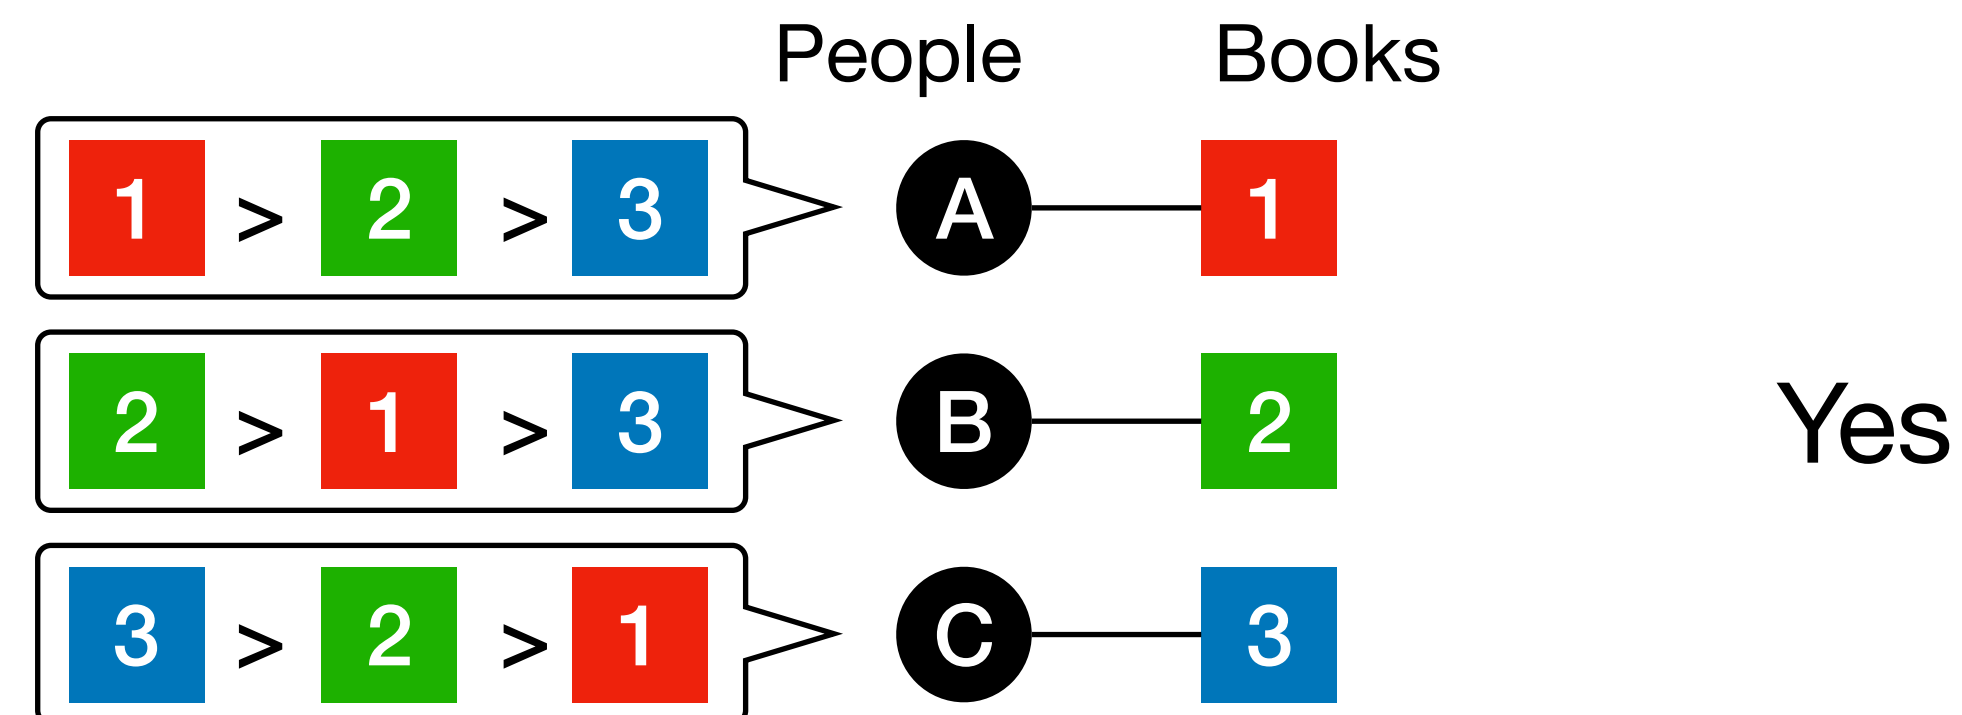 People Books
1 > 2 > 3 A 1
2 > 1 > 3 B 2 Yes
3 > 2 > 1 C 3